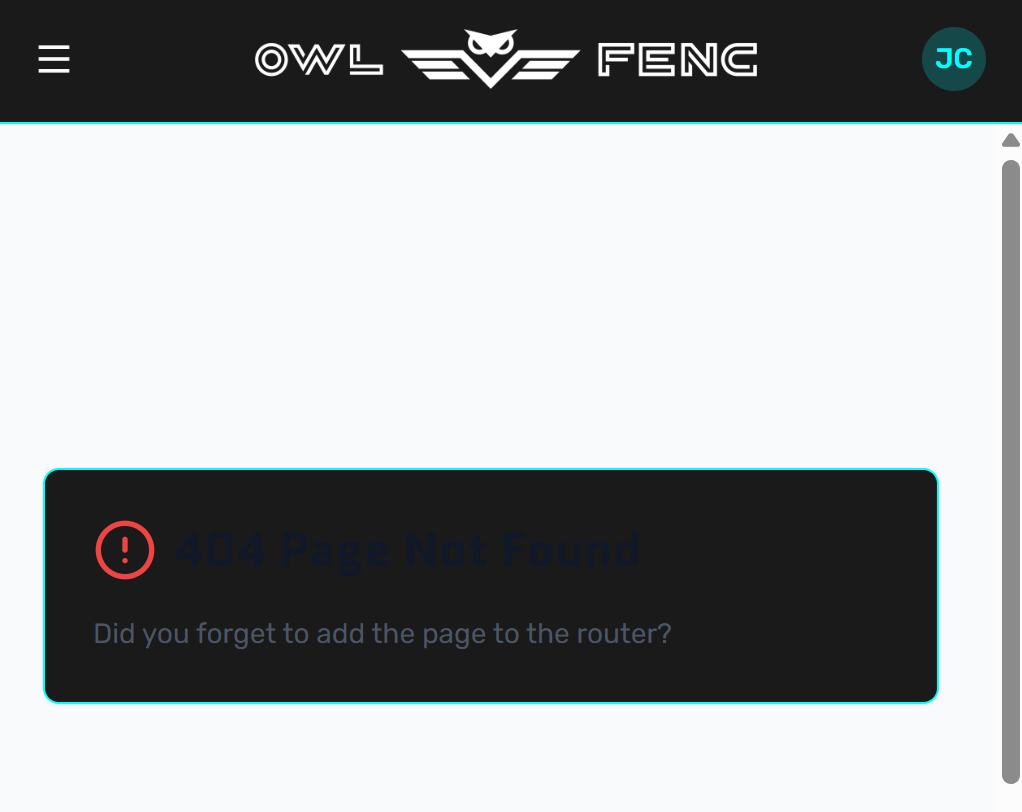 OWL FENC
JC
404 Page Not Found
Did you forget to add the page to the router?